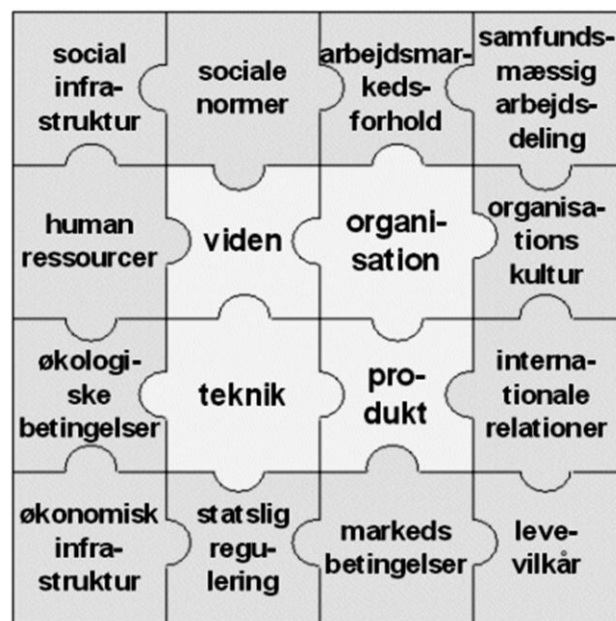 social
infra-
struktur
sociale
normer
arbejdsmar-
keds-
forhold
samfunds-
mæssig
arbejds-
deling
human
ressourcer
viden
organi-
sation
organisa-
tions
kultur
økologi-
ske
betingelser
teknik
pro-
dukt
interna-
tionale
relationer
økonomisk
infra-
struktur
statslig
regu-
lering
markeds
betingelser
leve-
vilkår